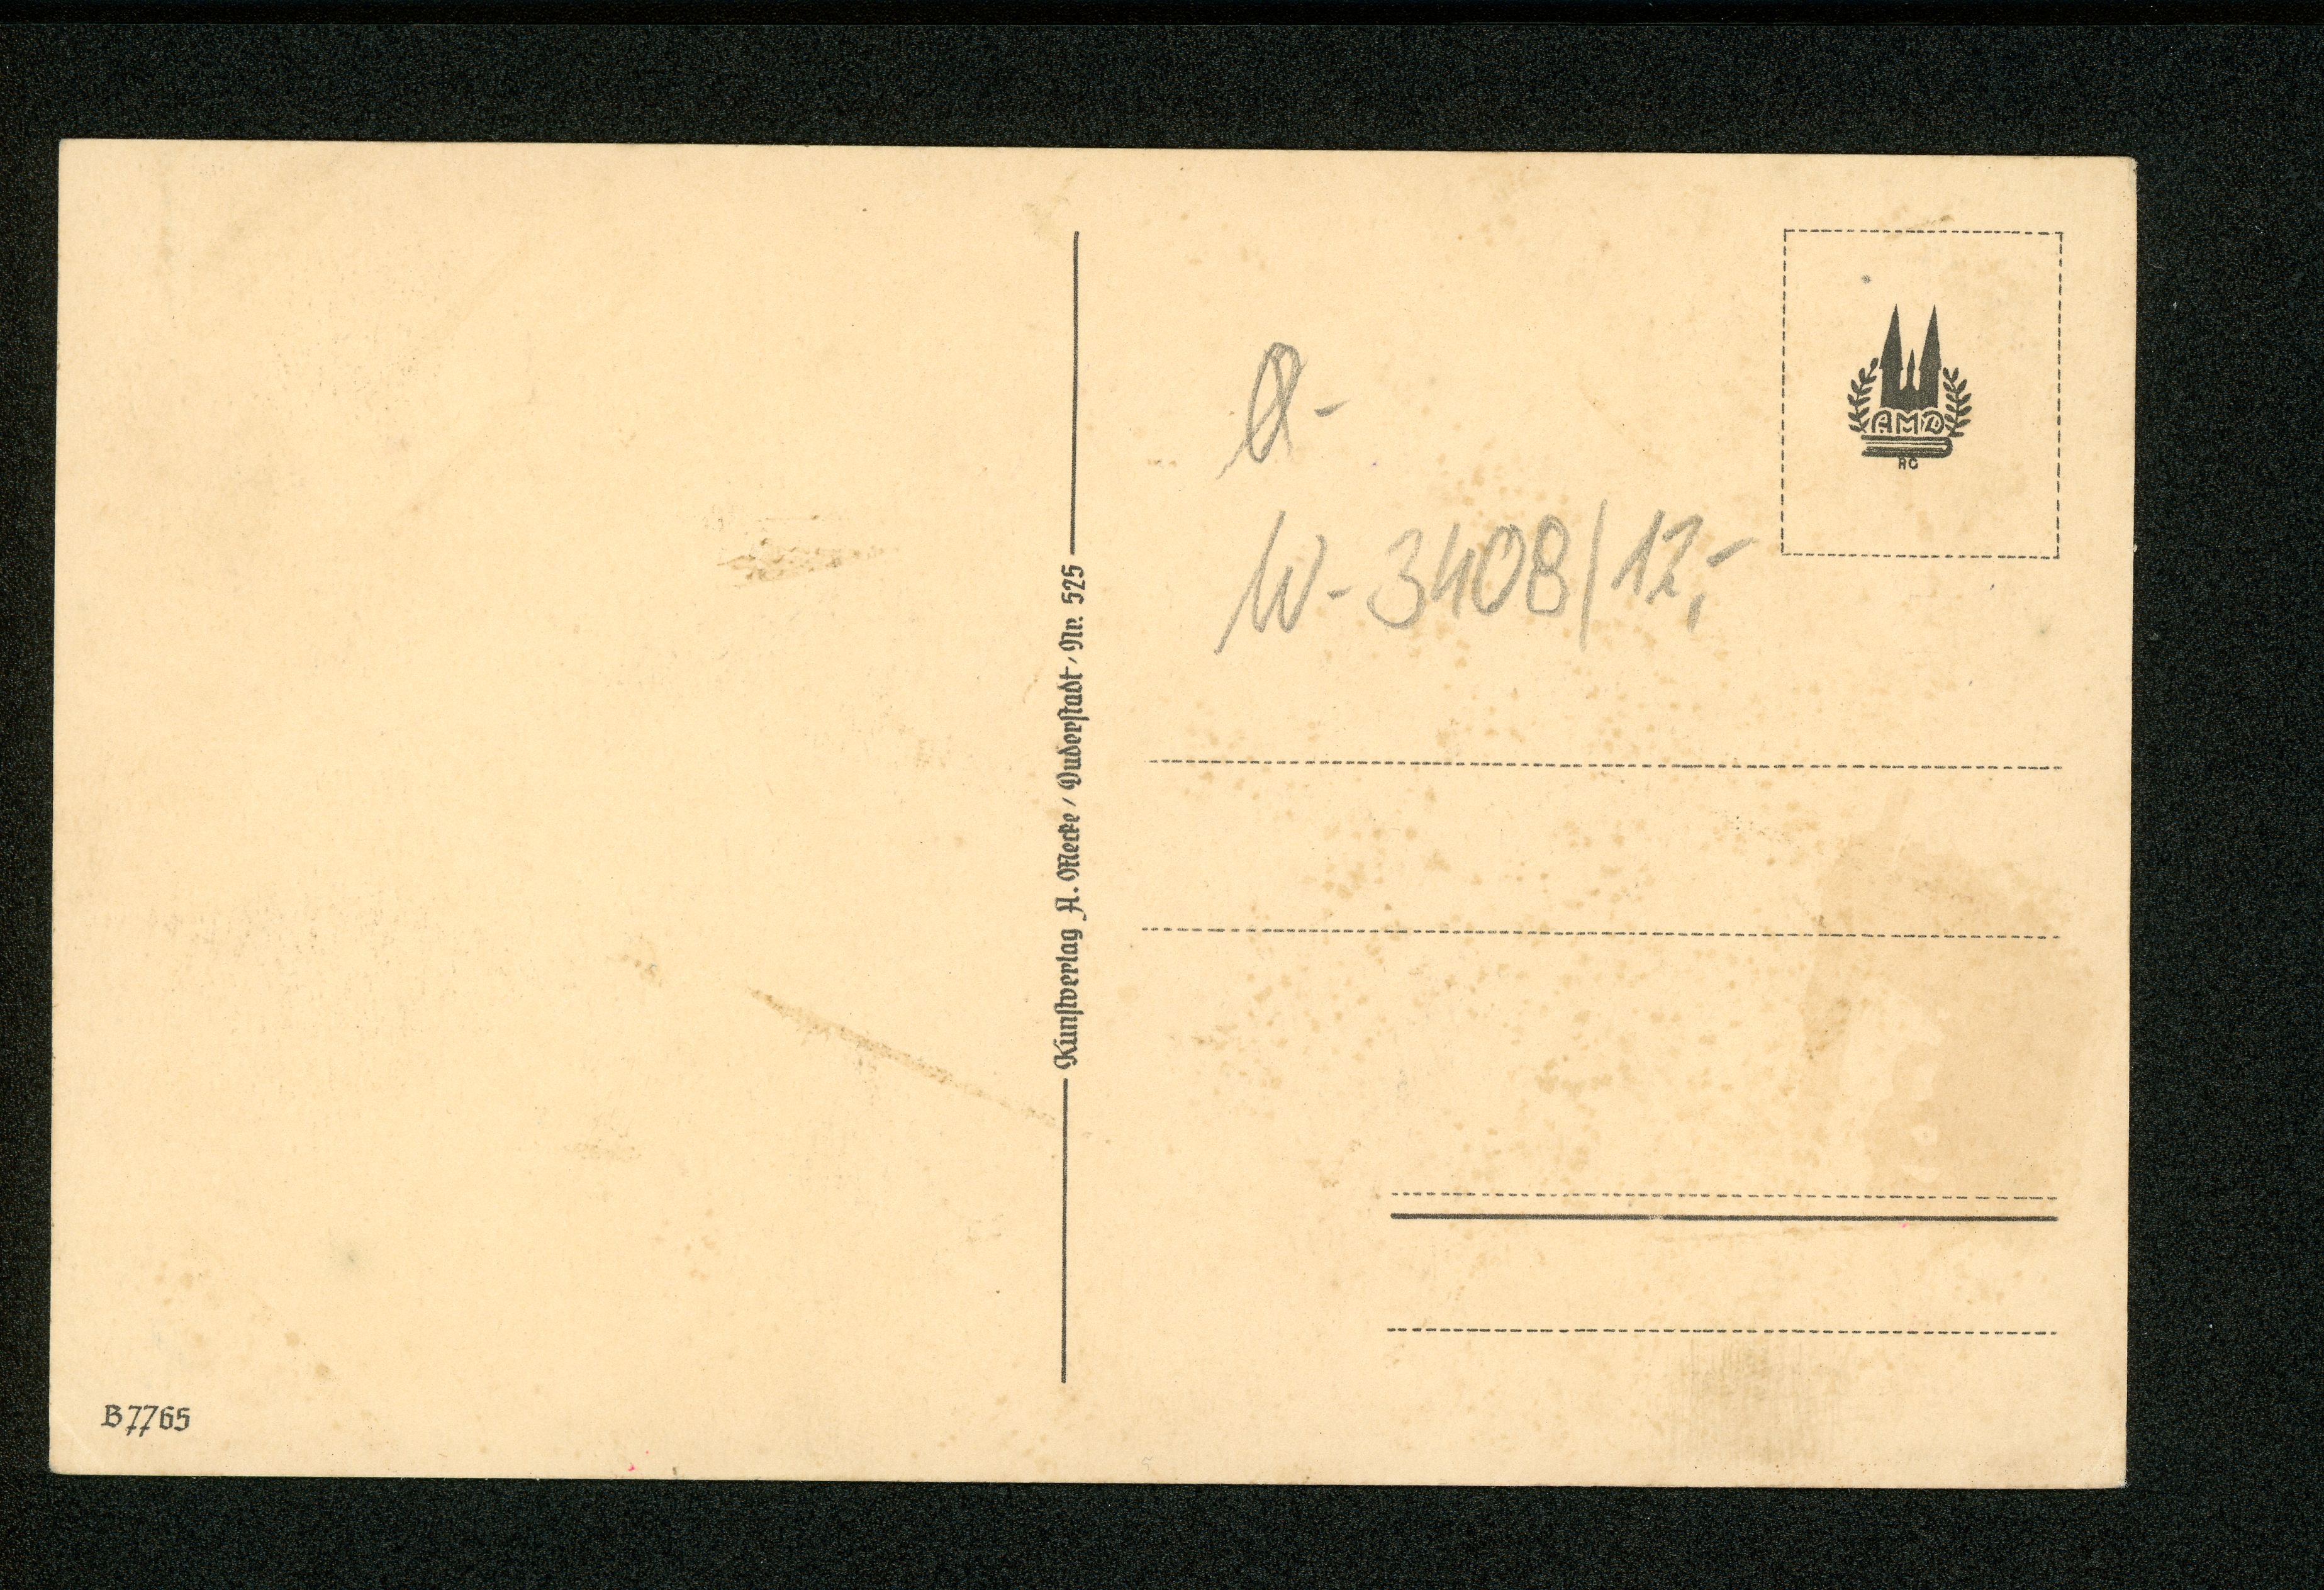 a-
W-3408/12,-
AMD
RC
Kunstverlag A. Mecke / Duderstadt / Nr. 525
B7765